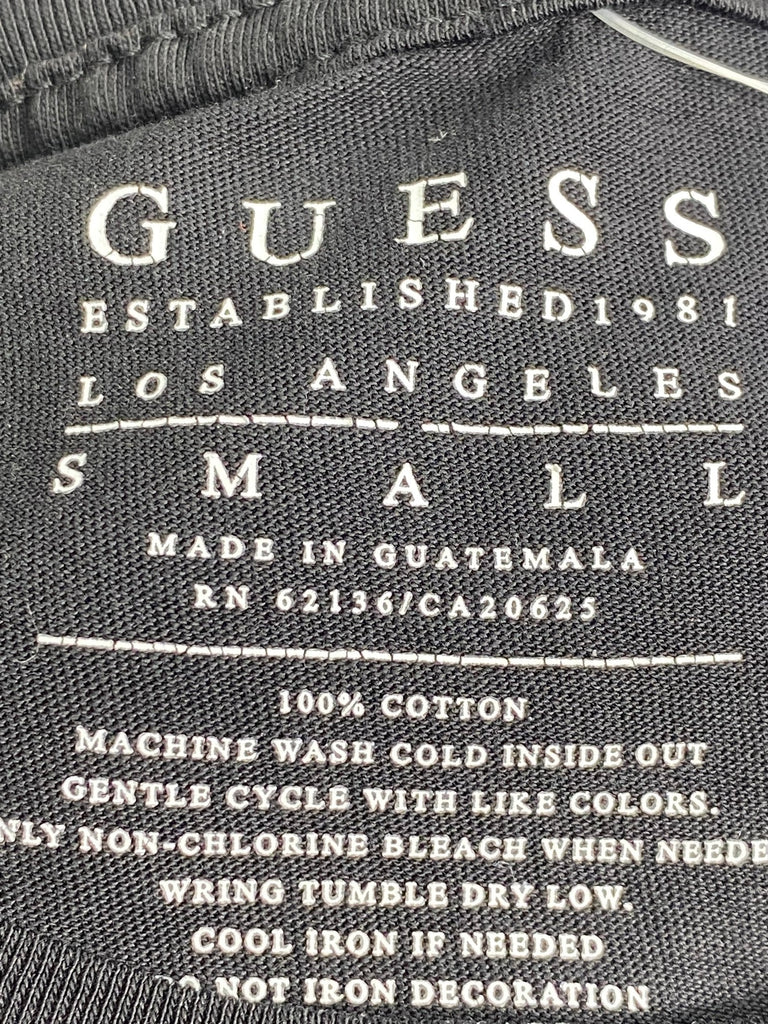 GUESS
ESTABLISHED1981
LOS ANGELES
SMALL
MADE IN GUATEMALA
RN 62136/CA20625
100% COTTON
MACHINE WASH COLD INSIDE OUT
GENTLE CYCLE WITH LIKE COLORS.
NLY NON-CHLORINE BLEACH WHEN NEEDE
WRING TUMBLE DRY LOW.
COOL IRON IF NEEDED
DO NOT IRON DECORATION